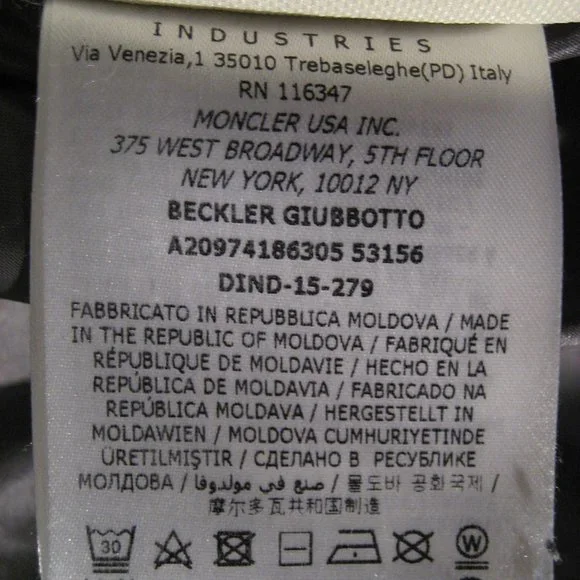 INDUSTRIES
Via Venezia,1 35010 Trebaseleghe(PD) Italy
RN 116347
MONCLER USA INC.
375 WEST BROADWAY, 5TH FLOOR
NEW YORK, 10012 NY
BECKLER GIUBBOTTO
A20974186305 53156
DIND-15-279
FABBRICATO IN REPUBBLICA MOLDOVA / MADE
IN THE REPUBLIC OF MOLDOVA / FABRIQUÉ EN
RÉPUBLIQUE DE MOLDAVIE / HECHO EN LA
REPÚBLICA DE MOLDAVIA / FABRICADO NA
REPÚBLICA MOLDAVA / HERGESTELLT IN
MOLDAWIEN / MOLDOVA CUMHURIYETINDE
ÜRETILMIŞTIR / СДЕЛАНО В РЕСПУБЛИКЕ
МОЛДОВА / صنع في مولدوفا / 몰도바 공화국제 /
摩尔多瓦共和国制造
30 W